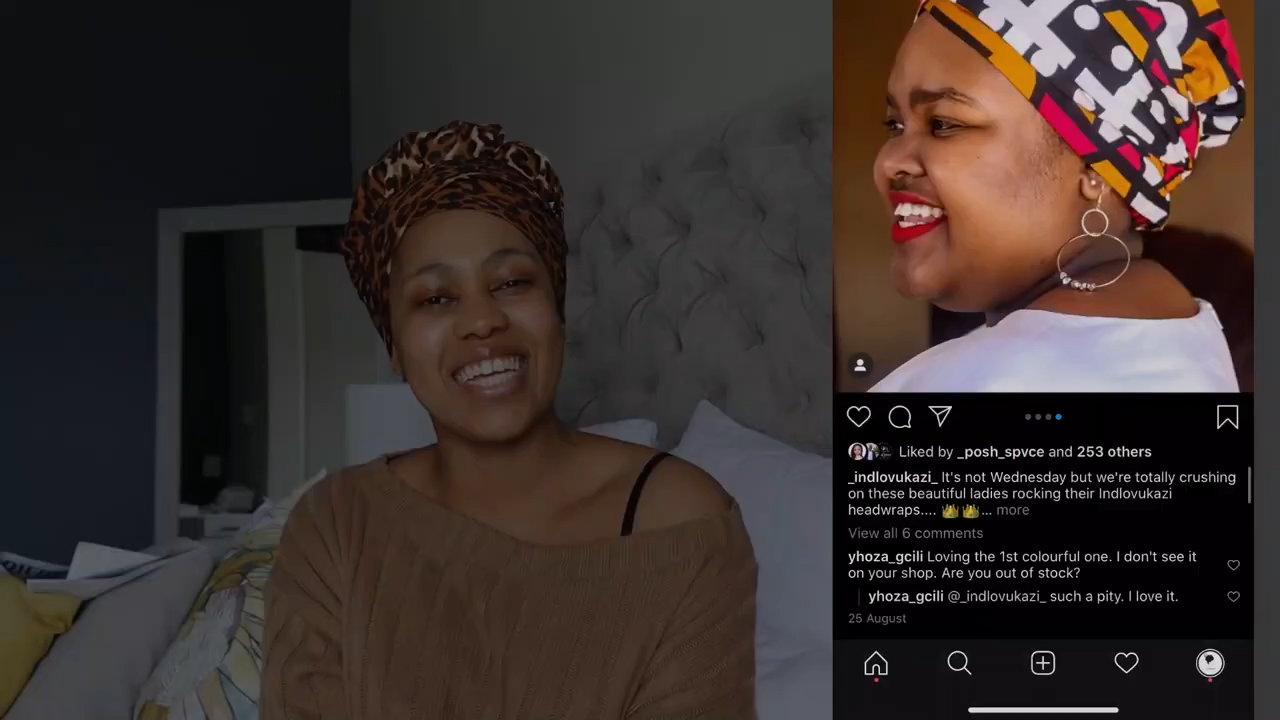 Liked by _posh_spvce and 253 others
_indlovukazi_ It's not Wednesday but we're totally crushing
on these beautiful ladies rocking their Indlovukazi
headwraps.... 👑👑... more
View all 6 comments
yhoza_gcili Loving the 1st colourful one. I don't see it
on your shop. Are you out of stock?
yhoza_gcili @_indlovukazi_ such a pity. I love it.
25 August